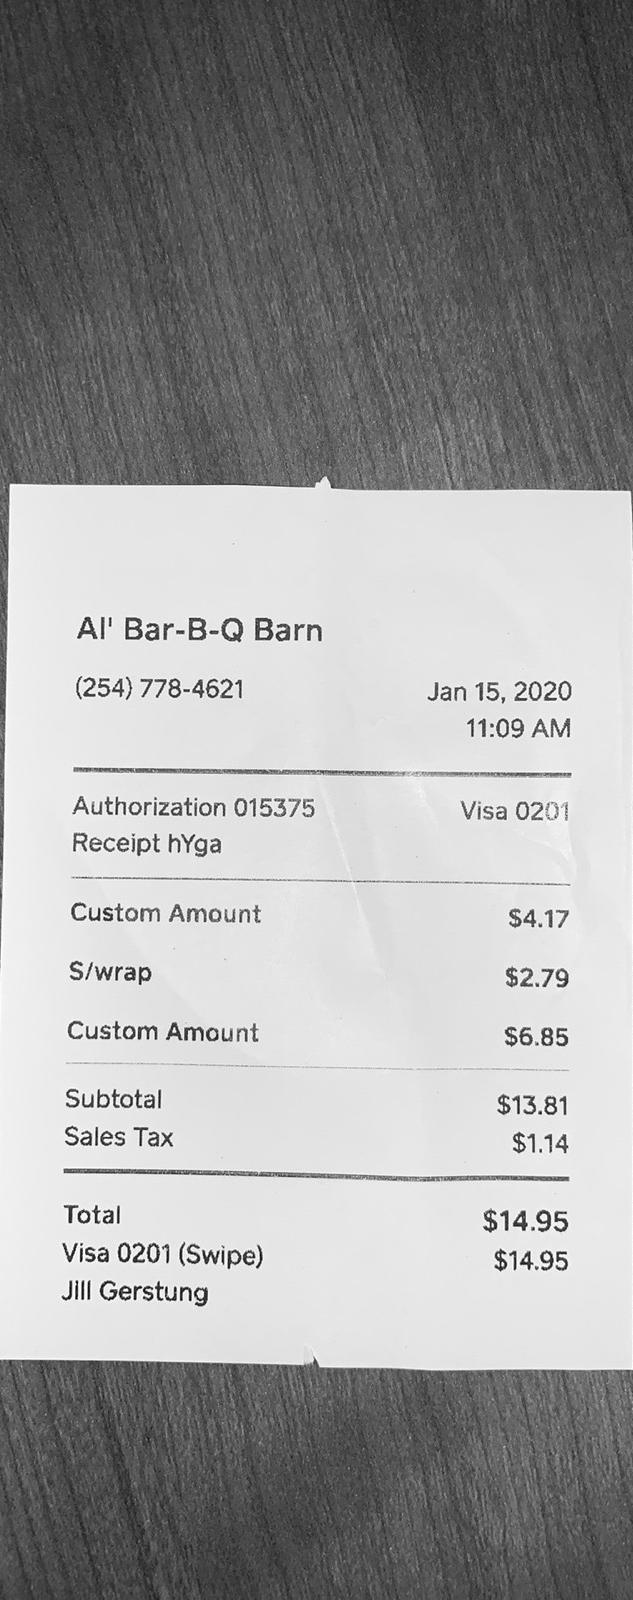 Al' Bar-B-Q Barn
(254) 778-4621 Jan 15, 2020
11:09 AM
Authorization 015375 Visa 0201
Receipt hYga
Custom Amount $4.17
S/wrap $2.79
Custom Amount $6.85
Subtotal $13.81
Sales Tax $1.14
Total $14.95
Visa 0201 (Swipe) $14.95
Jill Gerstung